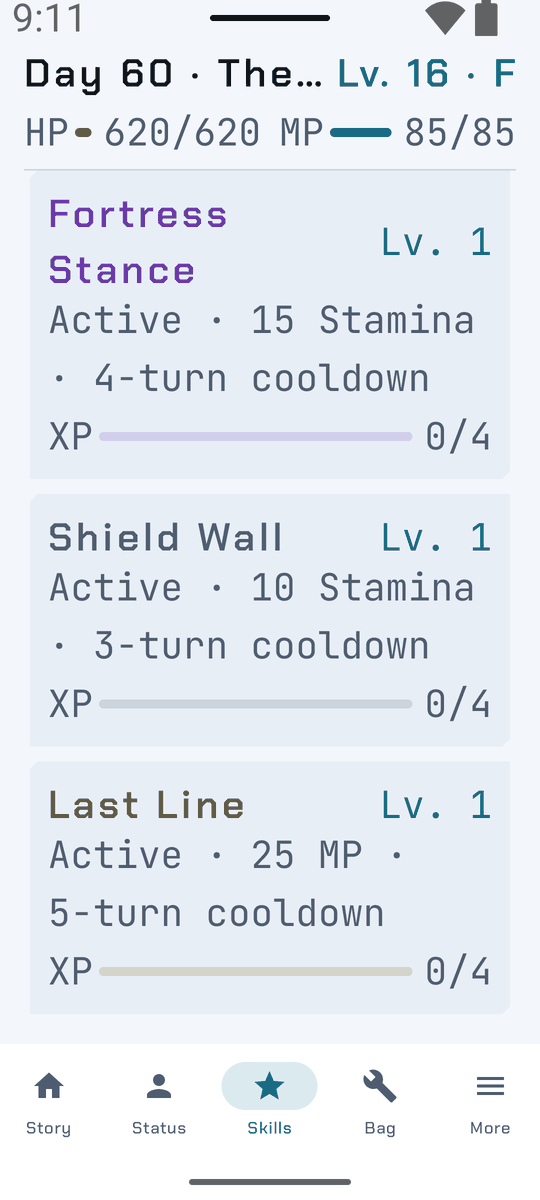 9:11
Day 60 · The… Lv. 16 · F
HP 620/620 MP 85/85
Fortress
Stance
Lv. 1
Active · 15 Stamina
· 4-turn cooldown
XP 0/4
Shield Wall Lv. 1
Active · 10 Stamina
· 3-turn cooldown
XP 0/4
Last Line Lv. 1
Active · 25 MP ·
5-turn cooldown
XP 0/4
Story Status Skills Bag More